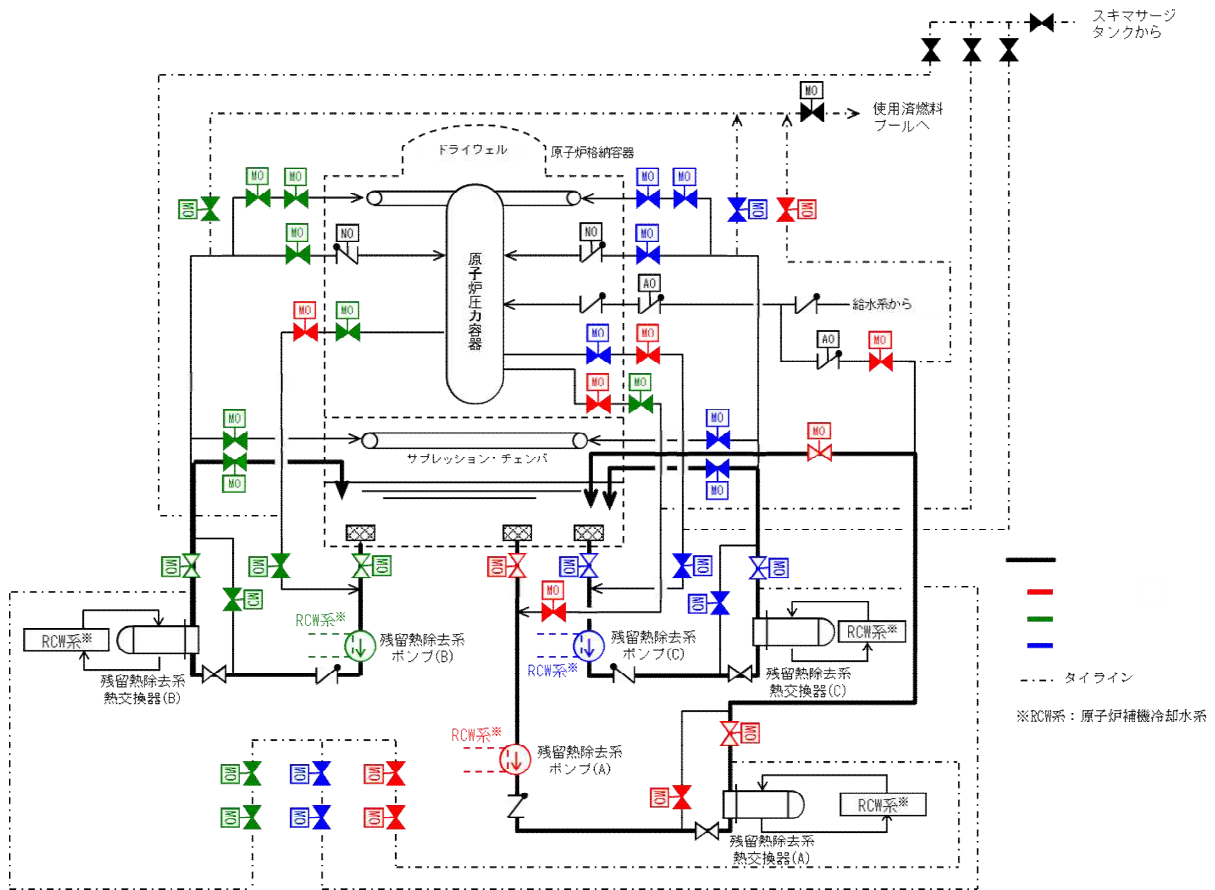 スキマサージ
タンクから
MO
使用済燃料
プールへ
ドライウェル
原子炉格納容器
MO
MO
MO
MO
MO
MO
MO
MO
NO
NO
MO
原子炉圧力容器
AO
給水系から
MO
MO
MO
MO
AO
MO
MO
MO
MO
MO
MO
サプレッション・チェンバ
MO
MO
MO
MO
MO
MO
MO
MO
MO
MO
MO
MO
MO
RCW系※
RCW系※
残留熱除去系
ポンプ(B)
残留熱除去系
ポンプ(C)
RCW系※
RCW系※
残留熱除去系
熱交換器(B)
残留熱除去系
熱交換器(C)
タイライン
※RCW系：原子炉補機冷却水系
RCW系※
残留熱除去系
ポンプ(A)
MO
MO
MO
MO
MO
MO
MO
MO
RCW系※
残留熱除去系
熱交換器(A)